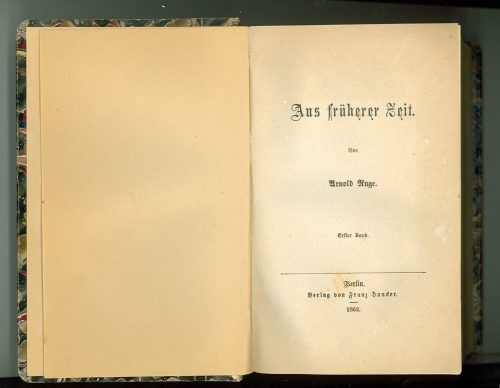 Aus früherer Zeit.
Von
Arnold Ruge.
Erster Band.
Berlin.
Verlag von Franz Duncker.
1862.